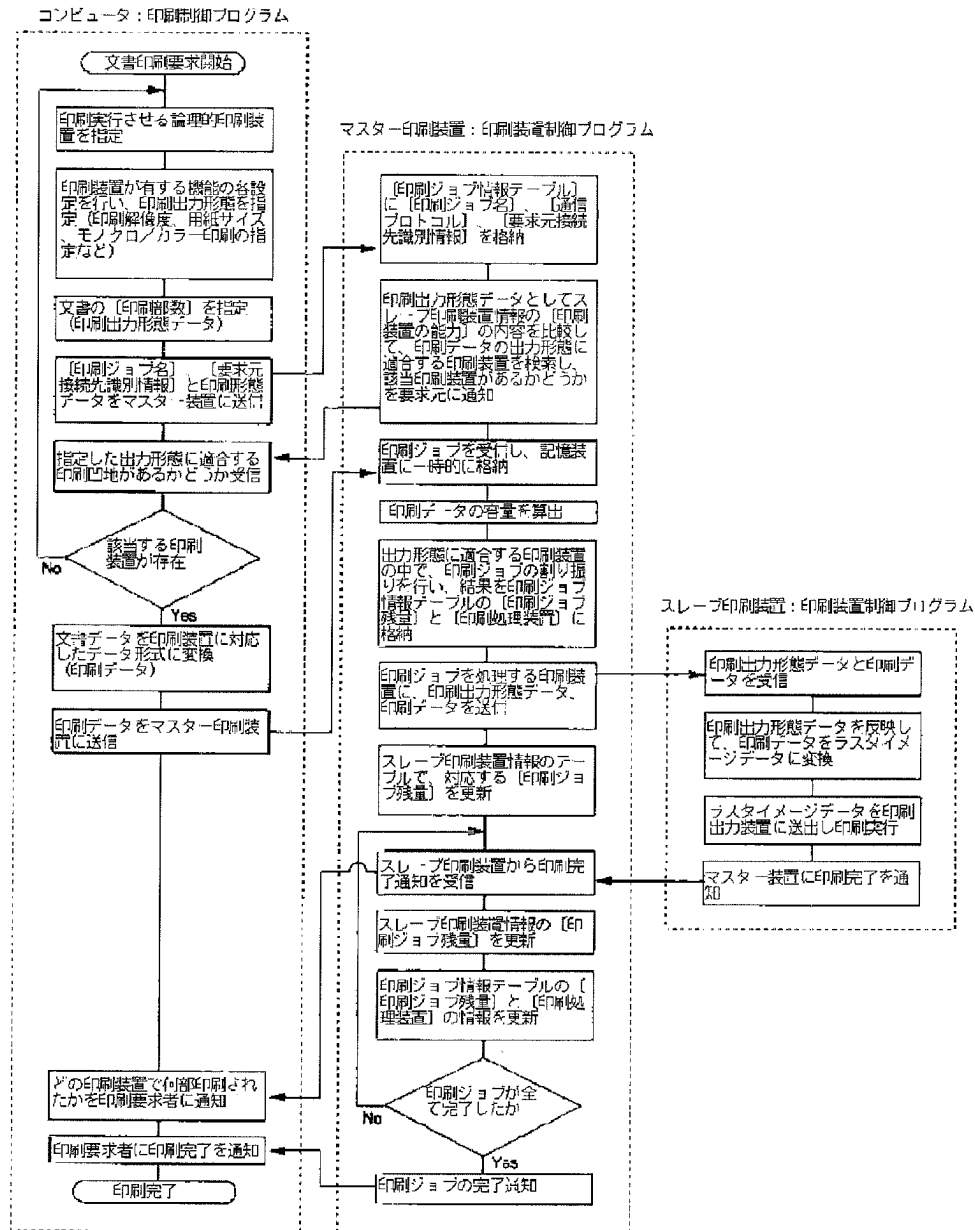 コンピュータ：印刷制御プログラム
文書印刷要求開始
印刷実行させる論理的印刷装
置を指定
印刷装置が有する機能の各設
定を行い、印刷出力形態を指
定（印刷解像度、用紙サイズ
、モノクロ／カラー印刷の指
定など）
文書の〔印刷部数〕を指定
（印刷出力形態データ）
〔印刷ジョブ名〕、〔要求元
接続先識別情報〕と印刷形態
データをマスター装置に送信
指定した出力形態に適合する
印刷凹地があるかどうか受信
該当する印刷
装置が存在
No
Yes
文書データを印刷装置に対応
したデータ形式に変換
（印刷データ）
印刷データをマスター印刷装
置に送信
どの印刷装置で何部印刷され
たかを印刷要求者に通知
印刷要求者に印刷完了を通知
印刷完了
マスター印刷装置：印刷装置制御プログラム
〔印刷ジョブ情報テーブル〕
に〔印刷ジョブ名〕、〔通信
プロトコル〕、〔要求元接続
先識別情報〕を格納
印刷出力形態データとしてス
レーブ印刷装置情報の〔印刷
装置の能力〕の内容を比較し
て、印刷データの出力形態に
適合する印刷装置を検索し、
該当印刷装置があるかどうか
を要求元に通知
印刷ジョブを受信し、記憶装
置に一時的に格納
印刷データの容量を算出
出力形態に適合する印刷装置
の中で、印刷ジョブの割り振
りを行い、結果を印刷ジョブ
情報テーブルの〔印刷ジョブ
残量〕と〔印刷処理装置〕に
格納
印刷ジョブを処理する印刷装
置に、印刷出力形態データ、
印刷データを送信
スレーブ印刷装置情報のテー
ブルで、対応する〔印刷ジョ
ブ残量〕を更新
スレーブ印刷装置から印刷完
了通知を受信
スレーブ印刷装置情報の〔印
刷ジョブ残量〕を更新
印刷ジョブ情報テーブルの〔
印刷ジョブ残量〕と〔印刷処
理装置〕の情報を更新
印刷ジョブが全
て完了したか
No
Yes
印刷ジョブの完了通知
スレーブ印刷装置：印刷装置制御プログラム
印刷出力形態データと印刷デ
ータを受信
印刷出力形態データを反映し
て、印刷データをラスタイメ
ージデータに変換
ラスタイメージデータを印刷
出力装置に送出し印刷実行
マスター装置に印刷完了を通
知